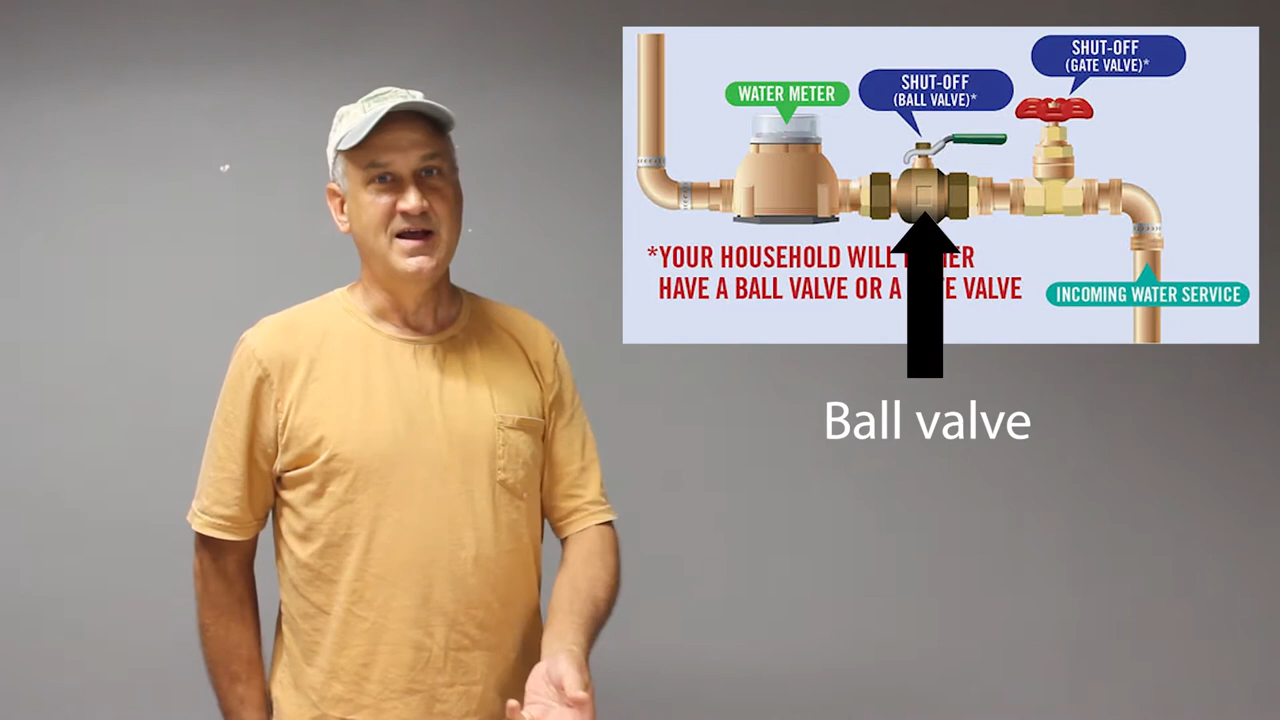 SHUT-OFF
(GATE VALVE)*
SHUT-OFF
(BALL VALVE)*
WATER METER
*YOUR HOUSEHOLD WILL
HAVE A BALL VALVE OR A VALVE
INCOMING WATER SERVICE
Ball valve